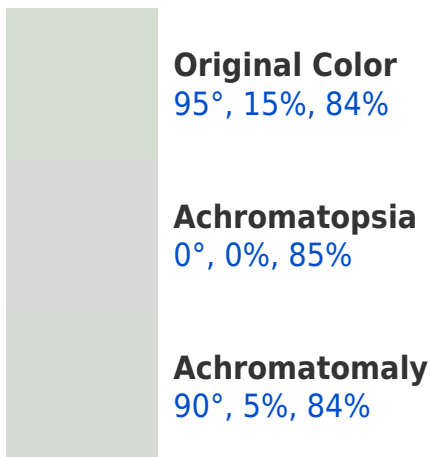 Original Color
95°, 15%, 84%
Achromatopsia
0°, 0%, 85%
Achromatomaly
90°, 5%, 84%